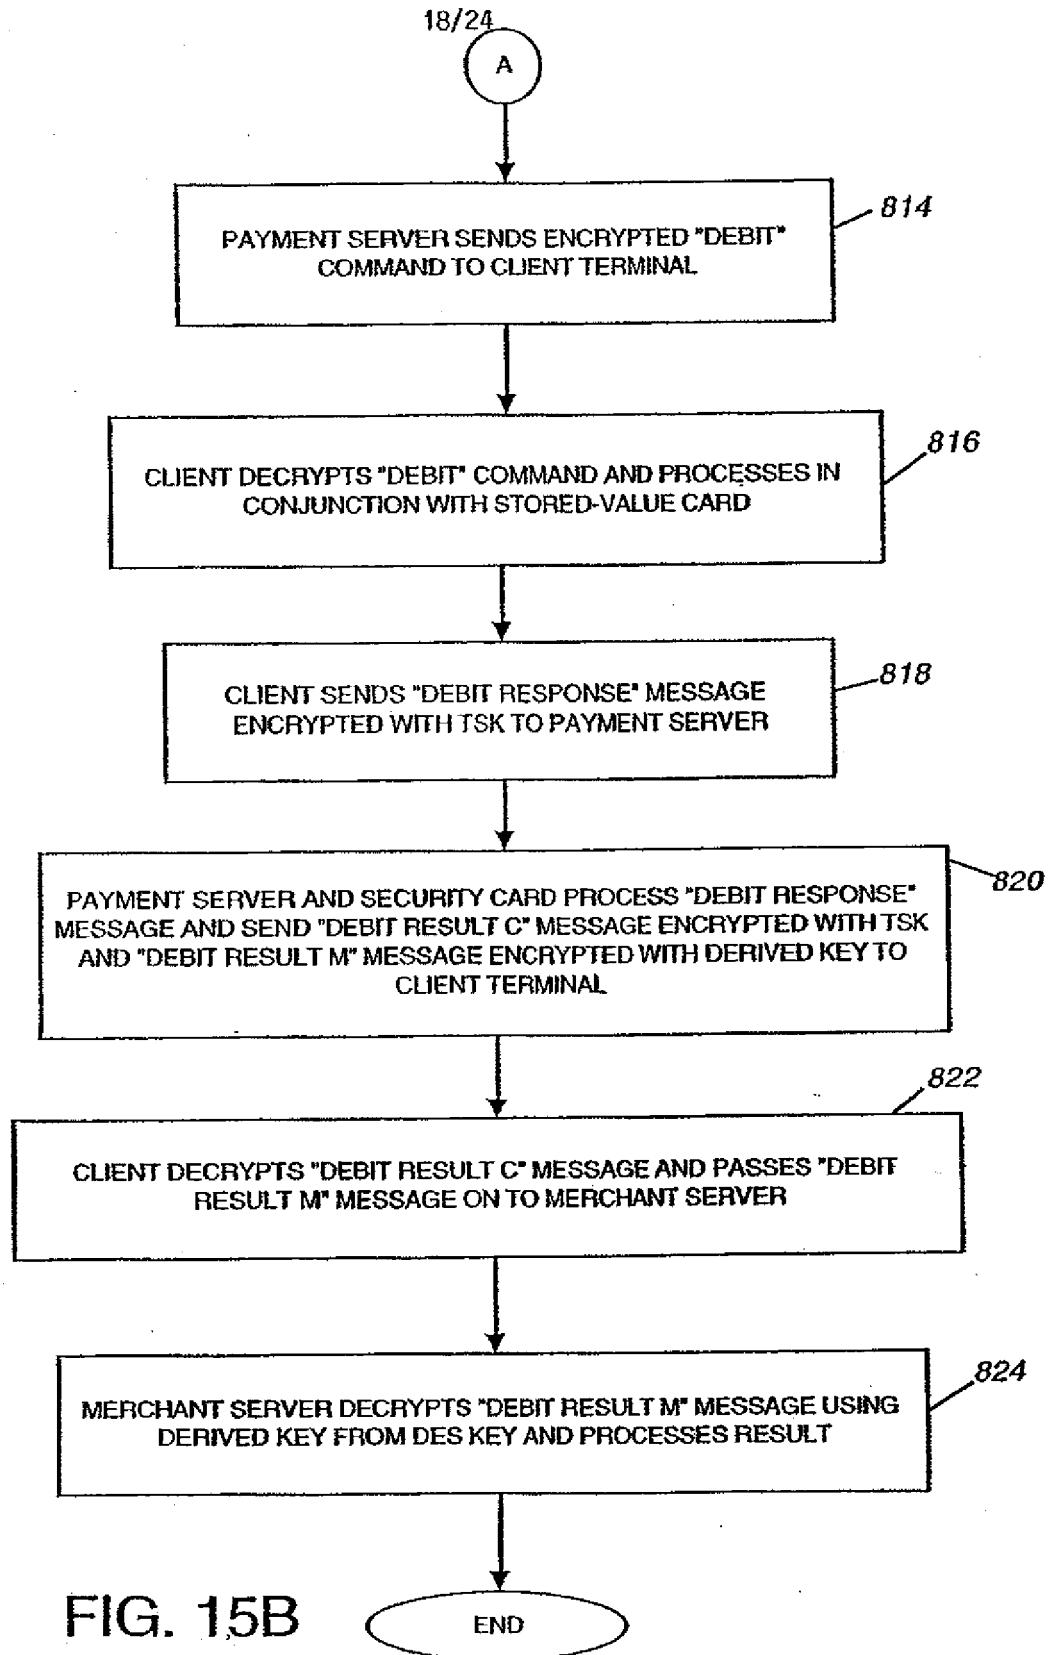 18/24
A
PAYMENT SERVER SENDS ENCRYPTED "DEBIT"
COMMAND TO CLIENT TERMINAL
814
CLIENT DECRYPTS "DEBIT" COMMAND AND PROCESSES IN
CONJUNCTION WITH STORED-VALUE CARD
816
CLIENT SENDS "DEBIT RESPONSE" MESSAGE
ENCRYPTED WITH TSK TO PAYMENT SERVER
818
PAYMENT SERVER AND SECURITY CARD PROCESS "DEBIT RESPONSE"
MESSAGE AND SEND "DEBIT RESULT C" MESSAGE ENCRYPTED WITH TSK
AND "DEBIT RESULT M" MESSAGE ENCRYPTED WITH DERIVED KEY TO
CLIENT TERMINAL
820
CLIENT DECRYPTS "DEBIT RESULT C" MESSAGE AND PASSES "DEBIT
RESULT M" MESSAGE ON TO MERCHANT SERVER
822
MERCHANT SERVER DECRYPTS "DEBIT RESULT M" MESSAGE USING
DERIVED KEY FROM DES KEY AND PROCESSES RESULT
824
END
FIG. 15B